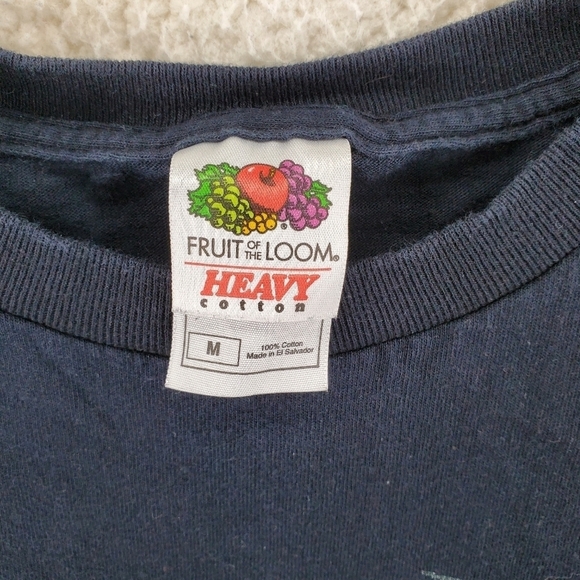 FRUIT OF THE LOOM®
HEAVY
cotton
M
100% Cotton
Made in El Salvador